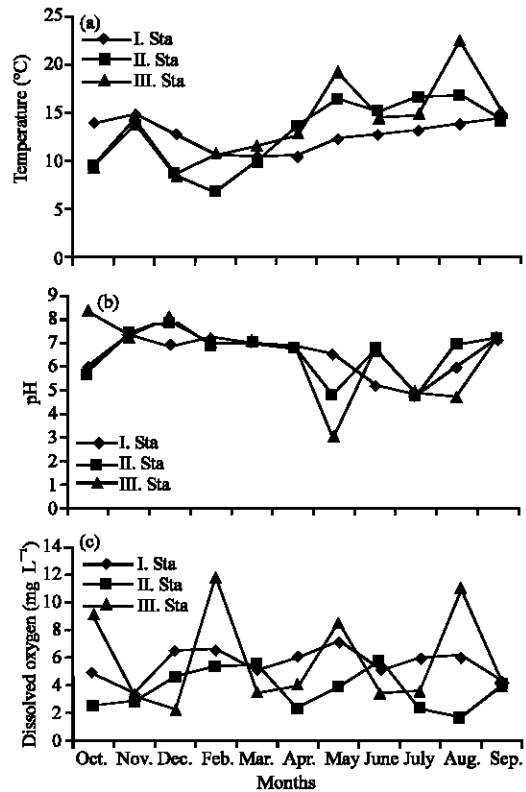 (a)
I. Sta
II. Sta
III. Sta
Temperature (°C)
25
20
15
10
5
0
(b)
I. Sta
II. Sta
III. Sta
pH
9
8
7
6
5
4
3
2
1
0
(c)
I. Sta
II. Sta
III. Sta
Dissolved oxygen (mg L⁻¹)
14
12
10
8
6
4
2
0
Oct. Nov. Dec. Feb. Mar. Apr. May June July Aug. Sep.
Months